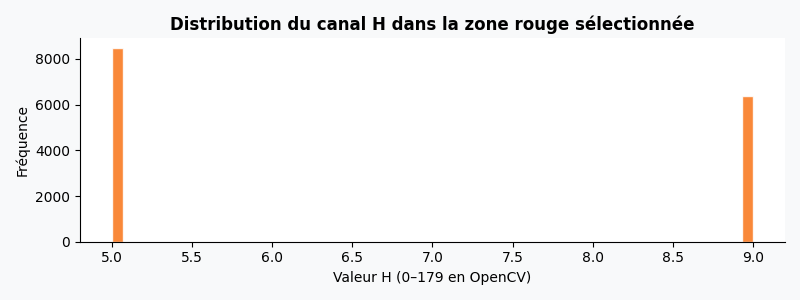 Distribution du canal H dans la zone rouge sélectionnée
Fréquence
8000
6000
4000
2000
0
5.0 5.5 6.0 6.5 7.0 7.5 8.0 8.5 9.0
Valeur H (0–179 en OpenCV)